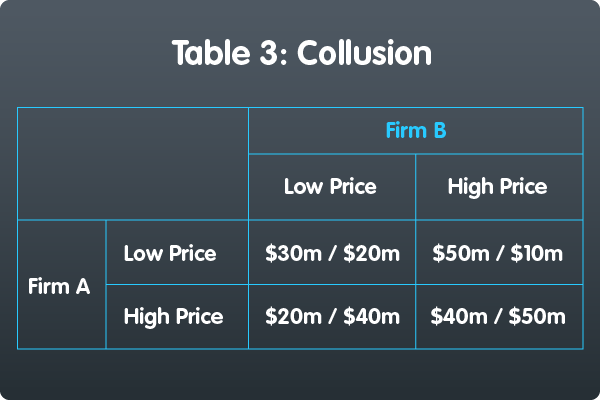 Table 3: Collusion
Firm B
Low Price High Price
Firm A
Low Price $30m / $20m $50m / $10m
High Price $20m / $40m $40m / $50m